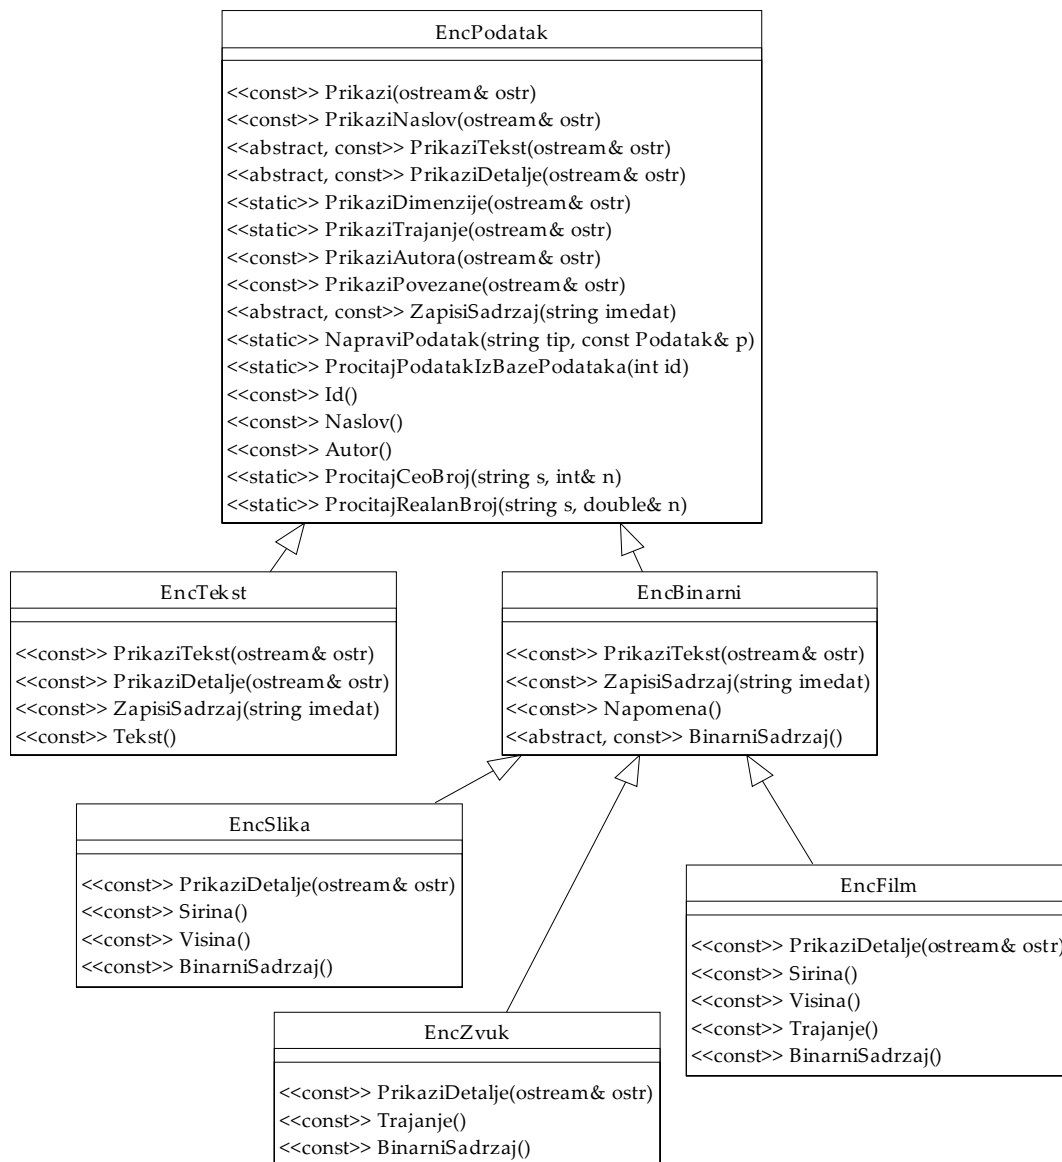 EncPodatak
<<const>> Prikazi(ostream& ostr)
<<const>> PrikaziNaslov(ostream& ostr)
<<abstract, const>> PrikaziTekst(ostream& ostr)
<<abstract, const>> PrikaziDetalje(ostream& ostr)
<<static>> PrikaziDimenzije(ostream& ostr)
<<static>> PrikaziTrajanje(ostream& ostr)
<<const>> PrikaziAutora(ostream& ostr)
<<const>> PrikaziPovezane(ostream& ostr)
<<abstract, const>> ZapisiSadrzaj(string imedat)
<<static>> NapraviPodatak(string tip, const Podatak& p)
<<static>> ProcitajPodatakIzBazePodataka(int id)
<<const>> Id()
<<const>> Naslov()
<<const>> Autor()
<<static>> ProcitajCeoBroj(string s, int& n)
<<static>> ProcitajRealanBroj(string s, double& n)
EncTekst
<<const>> PrikaziTekst(ostream& ostr)
<<const>> PrikaziDetalje(ostream& ostr)
<<const>> ZapisiSadrzaj(string imedat)
<<const>> Tekst()
EncBinarni
<<const>> PrikaziTekst(ostream& ostr)
<<const>> ZapisiSadrzaj(string imedat)
<<const>> Napomena()
<<abstract, const>> BinarniSadrzaj()
EncSlika
<<const>> PrikaziDetalje(ostream& ostr)
<<const>> Sirina()
<<const>> Visina()
<<const>> BinarniSadrzaj()
EncFilm
<<const>> PrikaziDetalje(ostream& ostr)
<<const>> Sirina()
<<const>> Visina()
<<const>> Trajanje()
<<const>> BinarniSadrzaj()
EncZvuk
<<const>> PrikaziDetalje(ostream& ostr)
<<const>> Trajanje()
<<const>> BinarniSadrzaj()